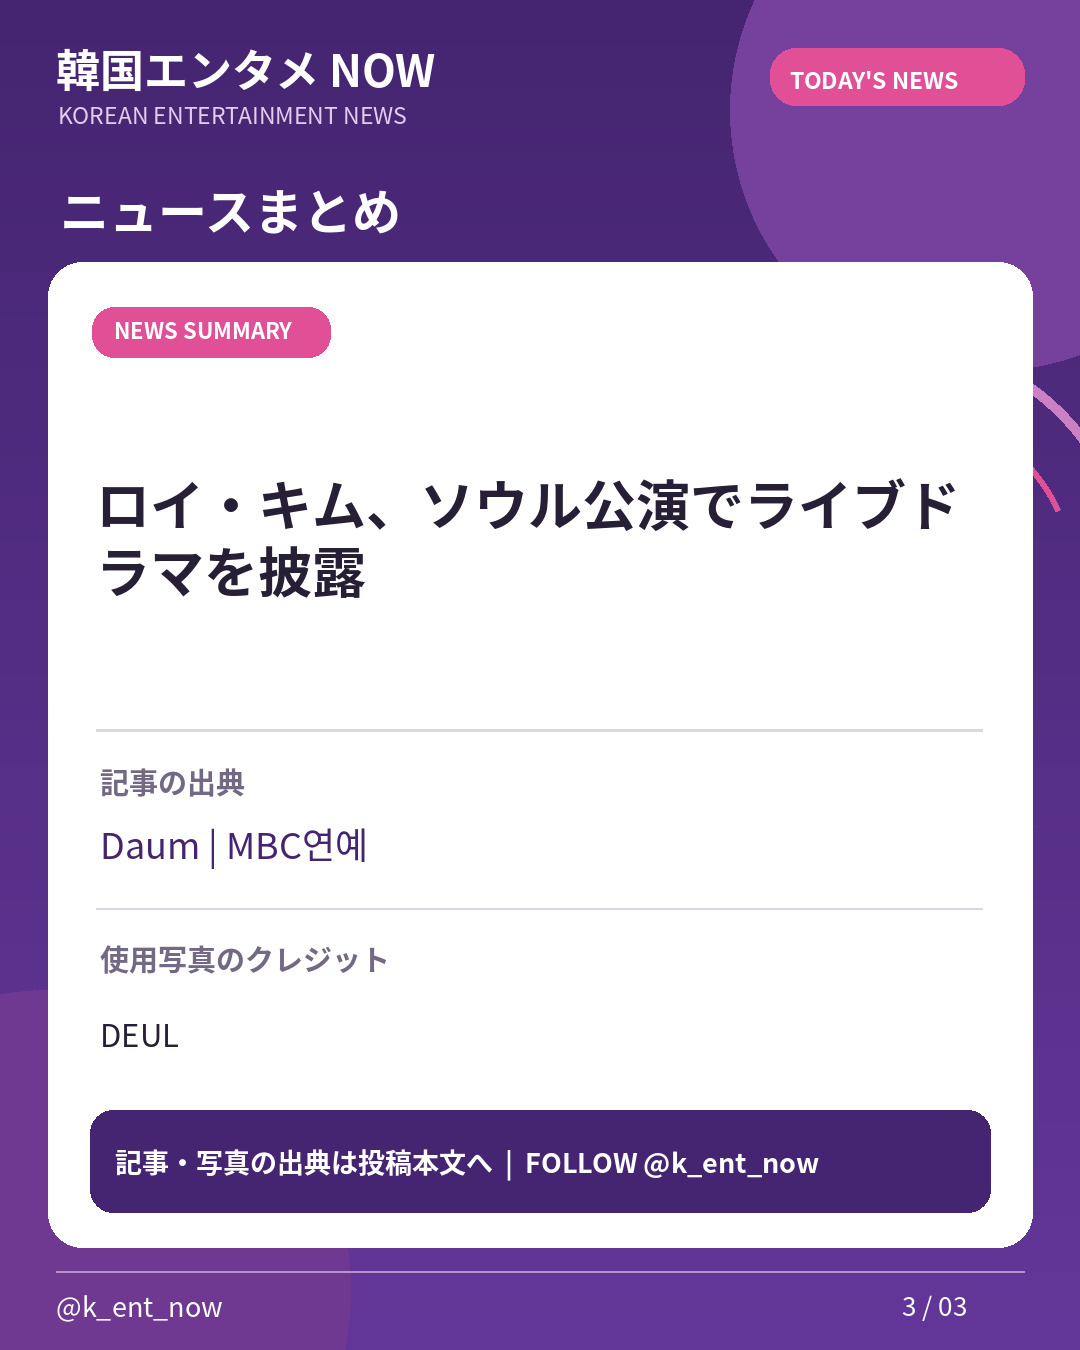 韓国エンタメ NOW
KOREAN ENTERTAINMENT NEWS
TODAY'S NEWS
ニュースまとめ
NEWS SUMMARY
ロイ・キム、ソウル公演でライブド
ラマを披露
記事の出典
Daum | MBC연예
使用写真のクレジット
DEUL
記事・写真の出典は投稿本文へ | FOLLOW @k_ent_now
@k_ent_now
3 / 03